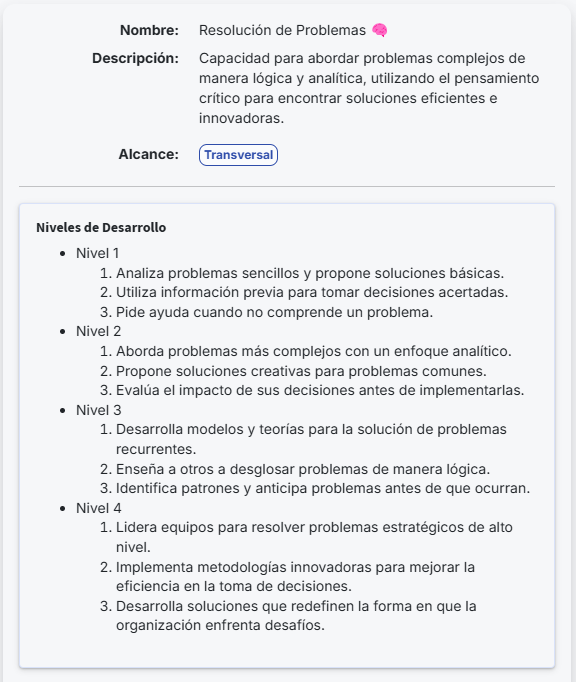 Nombre: Resolución de Problemas 🧠
Descripción: Capacidad para abordar problemas complejos de
manera lógica y analítica, utilizando el pensamiento
crítico para encontrar soluciones eficientes e
innovadoras.
Alcance: Transversal
Niveles de Desarrollo
• Nivel 1
1. Analiza problemas sencillos y propone soluciones básicas.
2. Utiliza información previa para tomar decisiones acertadas.
3. Pide ayuda cuando no comprende un problema.
• Nivel 2
1. Aborda problemas más complejos con un enfoque analítico.
2. Propone soluciones creativas para problemas comunes.
3. Evalúa el impacto de sus decisiones antes de implementarlas.
• Nivel 3
1. Desarrolla modelos y teorías para la solución de problemas
recurrentes.
2. Enseña a otros a desglosar problemas de manera lógica.
3. Identifica patrones y anticipa problemas antes de que ocurran.
• Nivel 4
1. Lidera equipos para resolver problemas estratégicos de alto
nivel.
2. Implementa metodologías innovadoras para mejorar la
eficiencia en la toma de decisiones.
3. Desarrolla soluciones que redefinen la forma en que la
organización enfrenta desafíos.